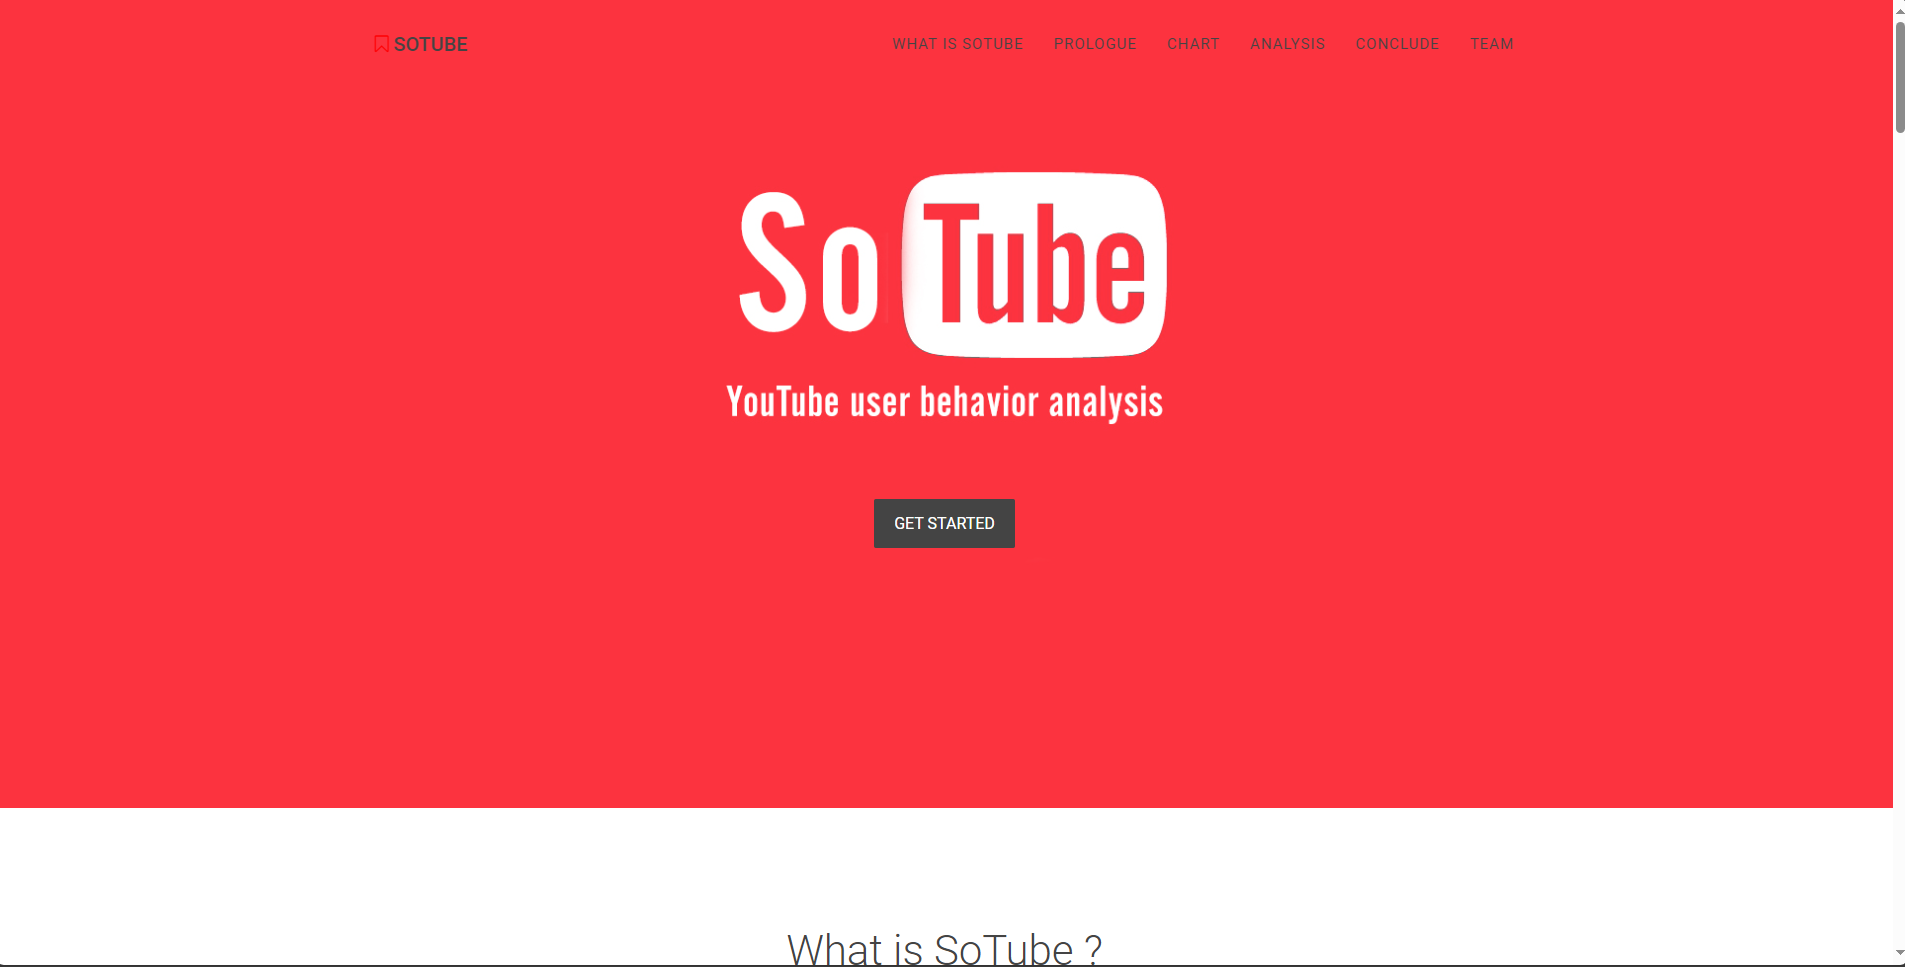 SOTUBE
WHAT IS SOTUBE PROLOGUE CHART ANALYSIS CONCLUDE TEAM
So Tube
YouTube user behavior analysis
GET STARTED
What is SoTube ?